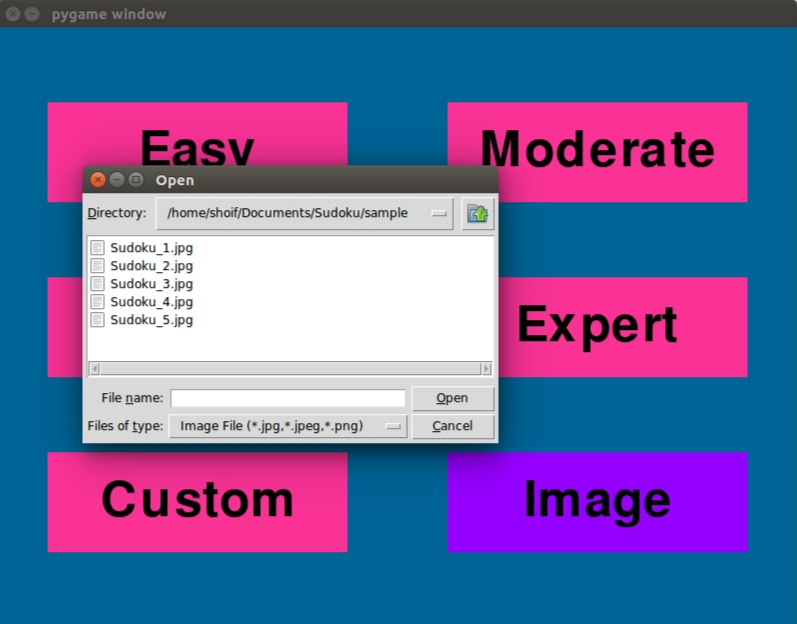 pygame window
Easy
Moderate
Open
Directory: /home/shoif/Documents/Sudoku/sample
Sudoku_1.jpg
Sudoku_2.jpg
Sudoku_3.jpg
Sudoku_4.jpg
Sudoku_5.jpg
Expert
File name: Open
Files of type: Image File (*.jpg,*.jpeg,*.png) Cancel
Custom
Image